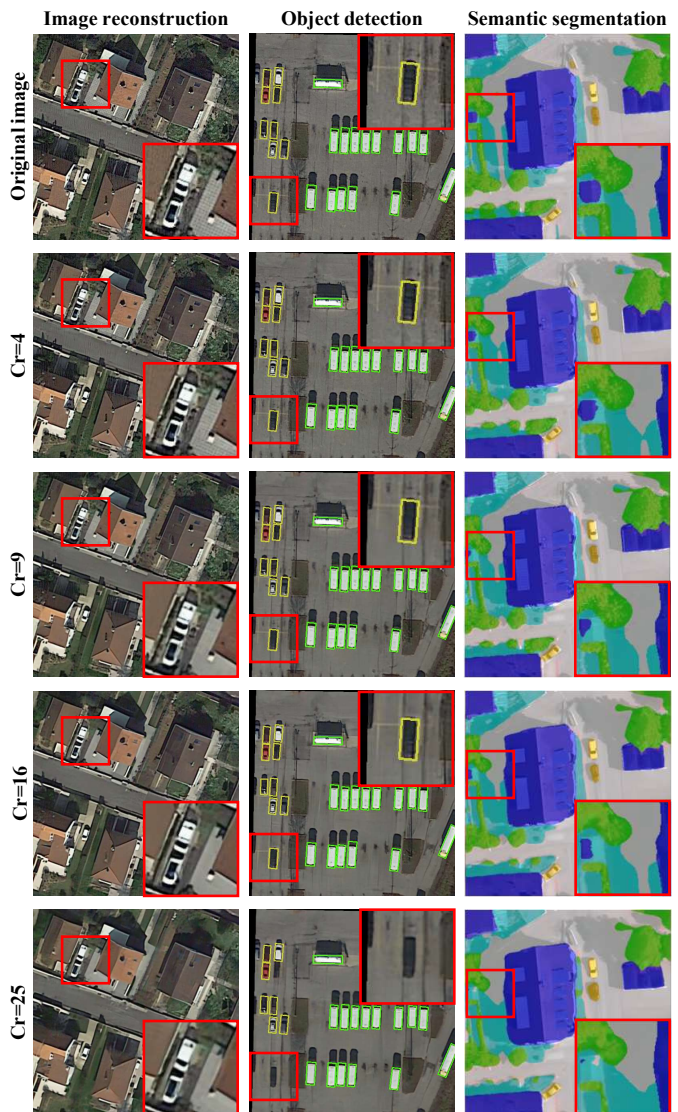 Image reconstruction
Object detection
Semantic segmentation
Original image
Cr=4
Cr=9
Cr=16
Cr=25